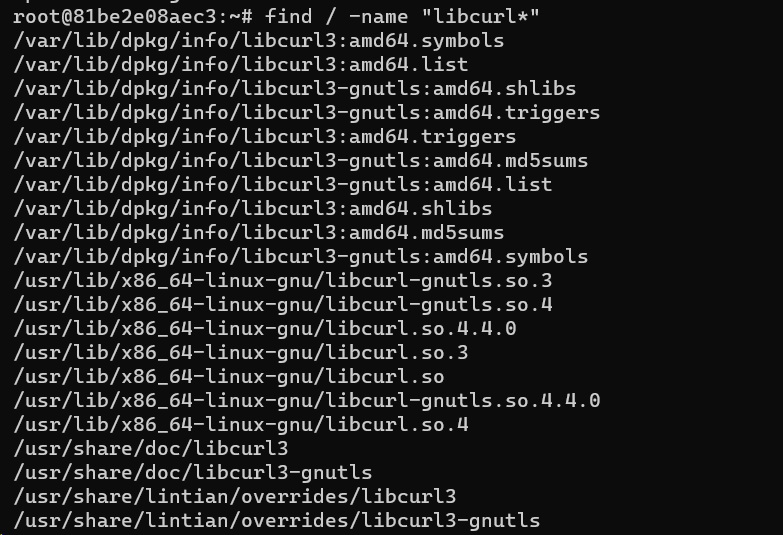 root@81be2e08aec3:~# find / -name "libcurl*"
/var/lib/dpkg/info/libcurl3:amd64.symbols
/var/lib/dpkg/info/libcurl3:amd64.list
/var/lib/dpkg/info/libcurl3-gnutls:amd64.shlibs
/var/lib/dpkg/info/libcurl3-gnutls:amd64.triggers
/var/lib/dpkg/info/libcurl3:amd64.triggers
/var/lib/dpkg/info/libcurl3-gnutls:amd64.md5sums
/var/lib/dpkg/info/libcurl3-gnutls:amd64.list
/var/lib/dpkg/info/libcurl3:amd64.shlibs
/var/lib/dpkg/info/libcurl3:amd64.md5sums
/var/lib/dpkg/info/libcurl3-gnutls:amd64.symbols
/usr/lib/x86_64-linux-gnu/libcurl-gnutls.so.3
/usr/lib/x86_64-linux-gnu/libcurl-gnutls.so.4
/usr/lib/x86_64-linux-gnu/libcurl.so.4.4.0
/usr/lib/x86_64-linux-gnu/libcurl.so.3
/usr/lib/x86_64-linux-gnu/libcurl.so
/usr/lib/x86_64-linux-gnu/libcurl-gnutls.so.4.4.0
/usr/lib/x86_64-linux-gnu/libcurl.so.4
/usr/share/doc/libcurl3
/usr/share/doc/libcurl3-gnutls
/usr/share/lintian/overrides/libcurl3
/usr/share/lintian/overrides/libcurl3-gnutls